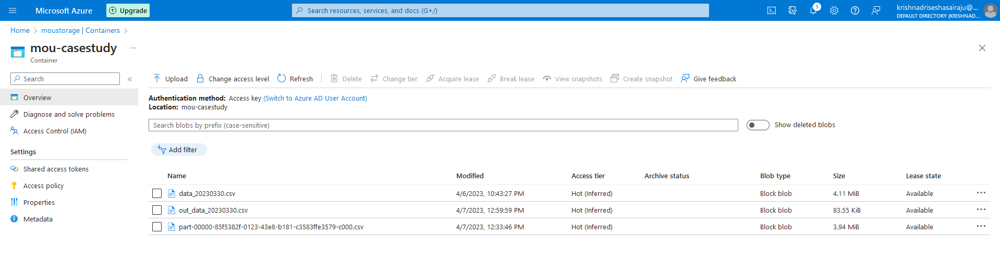 Microsoft Azure
Upgrade
Search resources, services, and docs (G+/)
5
krishnadriseshasairaju@...
DEFAULT DIRECTORY (KRISHNAD...
Home > moustorage | Containers >
mou-casestudy ...
Container
Search «
Upload Change access level Refresh Delete Change tier Acquire lease Break lease View snapshots Create snapshot Give feedback
Overview
Diagnose and solve problems
Access Control (IAM)
Settings
Shared access tokens
Access policy
Properties
Metadata
Authentication method: Access key (Switch to Azure AD User Account)
Location: mou-casestudy
Search blobs by prefix (case-sensitive)
Show deleted blobs
Add filter
Name Modified Access tier Archive status Blob type Size Lease state
data_20230330.csv 4/6/2023, 10:43:27 PM Hot (Inferred) Block blob 4.11 MiB Available ...
out_data_20230330.csv 4/7/2023, 12:59:59 PM Hot (Inferred) Block blob 83.55 KiB Available ...
part-00000-85f5382f-0123-43e8-b181-c3583ffe3579-c000.csv 4/7/2023, 12:33:46 PM Hot (Inferred) Block blob 3.94 MiB Available ...